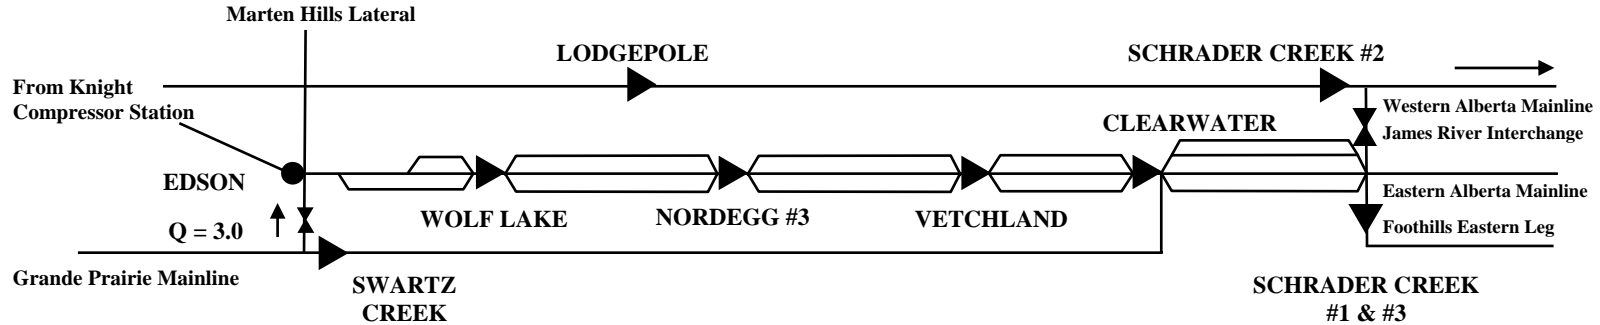 Marten Hills Lateral
LODGEPOLE
SCHRADER CREEK #2
From Knight
Compressor Station
Western Alberta Mainline
CLEARWATER
James River Interchange
EDSON
Eastern Alberta Mainline
WOLF LAKE
NORDEGG #3
VETCHLAND
Q = 3.0
Foothills Eastern Leg
Grande Prairie Mainline
SWARTZ
CREEK
SCHRADER CREEK
#1 & #3